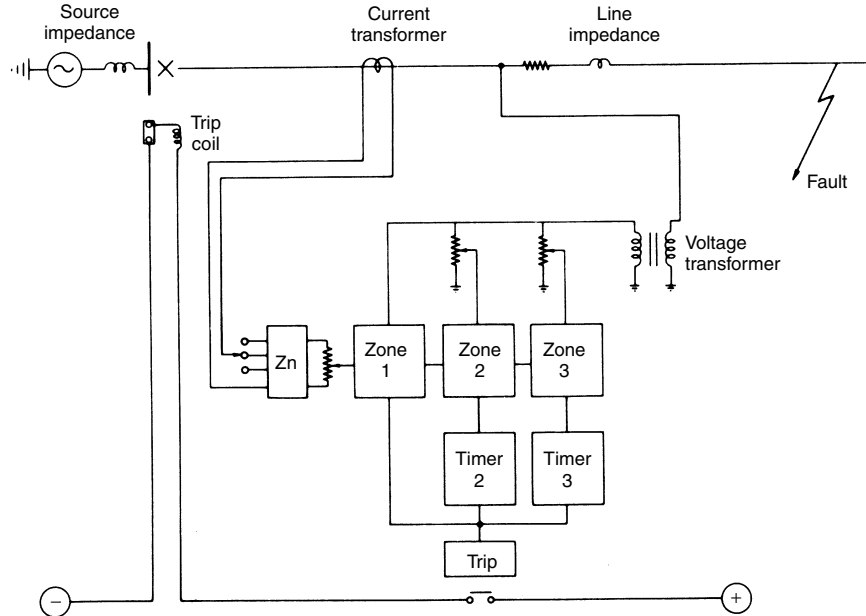 Source
impedance
Current
transformer
Line
impedance
Trip
coil
Fault
Voltage
transformer
Zn
Zone
1
Zone
2
Zone
3
Timer
2
Timer
3
Trip
−
+